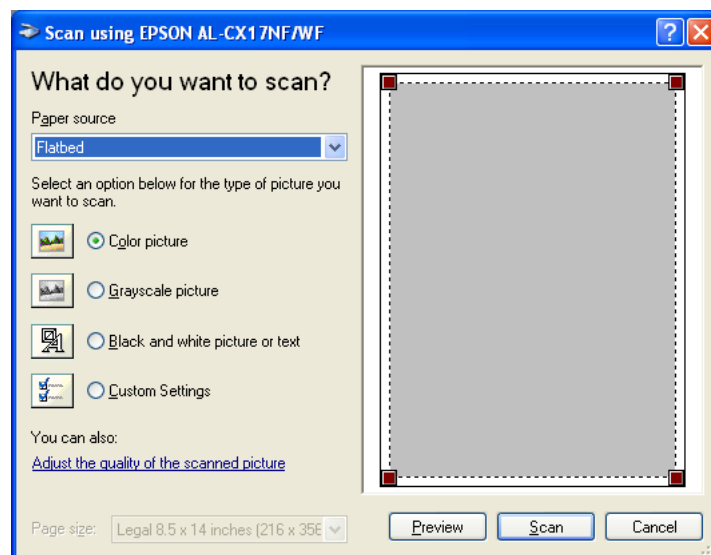 Scan using EPSON AL-CX17NF/WF
What do you want to scan?
Paper source
Flatbed
Select an option below for the type of picture you
want to scan.
Color picture
Grayscale picture
Black and white picture or text
Custom Settings
You can also:
Adjust the quality of the scanned picture
Page size: Legal 8.5 x 14 inches (216 x 356
Preview Scan Cancel